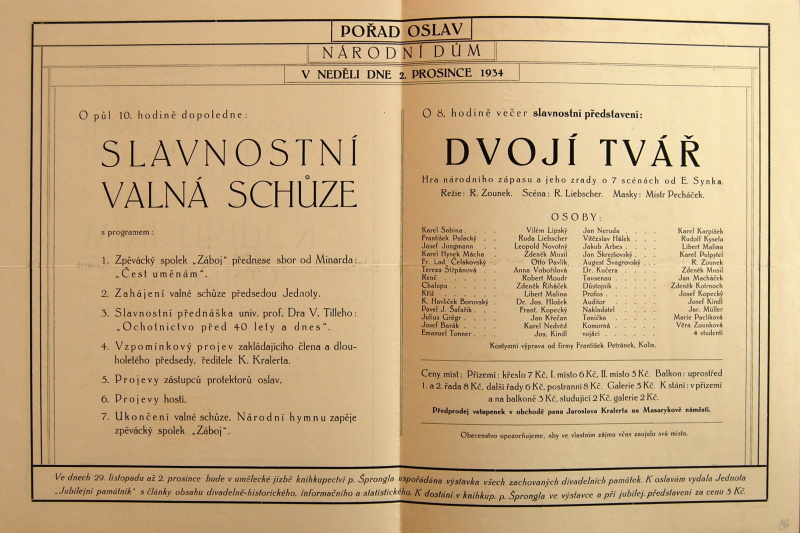 POŘAD OSLAV
NÁRODNÍ DŮM
V NEDĚLI DNE 2. PROSINCE 1934
O půl 10. hodině dopoledne:
SLAVNOSTNÍ
VALNÁ SCHŮZE
s programem:
1. Zpěvácký spolek „Záboj“ přednese sbor od Minarda:
„Čest uměnám“.
2. Zahájení valné schůze předsedou Jednoty.
3. Slavnostní přednáška univ. prof. Dra V. Tilleho:
„Ochotnictvo před 40 lety a dnes“.
4. Vzpomínkový projev zakládajícího člena a dlou-
holetého předsedy, ředitele K. Kralerta.
5. Projevy zástupců protektorů oslav,
6. Projevy hostí.
7. Ukončení valné schůze. Národní hymnu zapěje
zpěvácký spolek „Záboj“.
O 8. hodině večer slavnostní představení:
DVOJÍ TVÁŘ
Hra národního zápasu a jeho zrady o 7 scénách od E. Synka.
Režie: R. Zounek. Scéna: R. Liebscher. Masky: Mistr Pecháček.
OSOBY:
Karel Sabina . . . Vilém Lipský
František Palacký . . . Roda Liebscher
Josef Jungmann . . . Leopold Novotný
Karel Hynek Mácha . . . Zdeněk Musil
Fr. Lad. Čelakovský . . . Otto Pavlík
Tereza Štěpánová . . . Anna Vobořilová
Renč . . . Robert Moudr
Chalupa . . . Zdeněk Řiháček
Kříž . . . Libert Malina
K. Havlíček Borovský . . . Dr. Jos. Hložek
Pavel J. Šafařík . . . Frant. Kopecký
Julius Grégr . . . Jan Křečan
Josef Barák . . . Karel Nedvěd
Emanuel Tonner . . . Jos. Kindl
Jan Neruda . . . Karel Karpíšek
Vítězslav Hálek . . . Rudolf Kysela
Jakub Arbes . . . Libert Malina
Jan Skrejšovský . . . Karel Pulpytel
August Švagrovský . . . R. Zounek
Dr. Kučera . . . Zdeněk Musil
Tausenau . . . Jan Macháček
Důstojník . . . Zdeněk Kotrnoch
Profos . . . Josef Kopecký
Auditor . . . Josef Kindl
Nakladatel . . . Jar. Müller
Tonička . . . Marie Paclíková
Komorná . . . Věra Zounková
vojáci . . . 4 studenti
Kostymní výprava od firmy František Petránek, Kolín.
Ceny míst: Přízemí: křeslo 7 Kč, I. místo 6 Kč, II. místo 5 Kč. Balkon: uprostřed
1. a 2. řada 8 Kč, další řady 6 Kč, postranní 8 Kč. Galerie 3 Kč. K stání: v přízemí
a na balkoně 3 Kč, studující 2 Kč, galerie 2 Kč.
Předprodej vstupenek v obchodě pana Jaroslava Kralerta na Masarykově náměstí.
Obecenstvo upozorňujeme, aby ve vlastním zájmu včas zaujalo svá místa.
Ve dnech 29. listopadu až 2. prosince bude v umělecké jizbě knihkupectví p. Šprongla uspořádána výstavka všech zachovaných divadelních památek. K oslavám vydala Jednota
„Jubilejní památník“ s články obsahu divadelně-historického, informačního a statistického. K dostání v knihkup. p. Šprongla ve výstavce a při jubilej. představení za cenu 3 Kč.